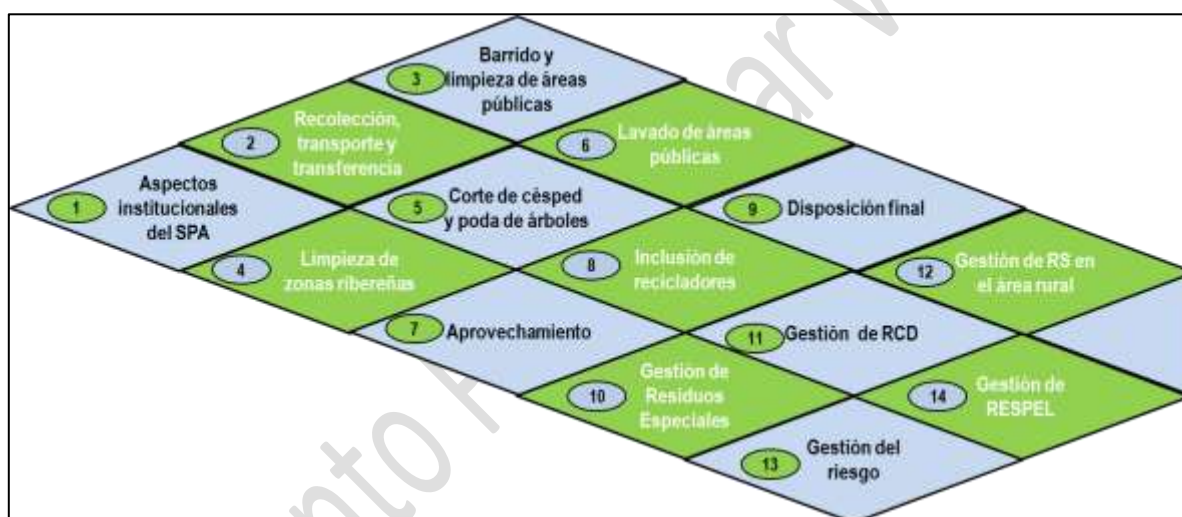 3
Barrido y
limpieza de áreas
públicas
2
Recolección,
transporte y
transferencia
6
Lavado de áreas
públicas
1
Aspectos
institucionales
del SPA
5
Corte de césped
y poda de árboles
9
Disposición final
4
Limpieza de
zonas ribereñas
8
Inclusión de
recicladores
12
Gestión de RS en
el área rural
7
Aprovechamiento
11
Gestión de RCD
10
Gestión de
Residuos
Especiales
14
Gestión de
RESPEL
13
Gestión del
riesgo